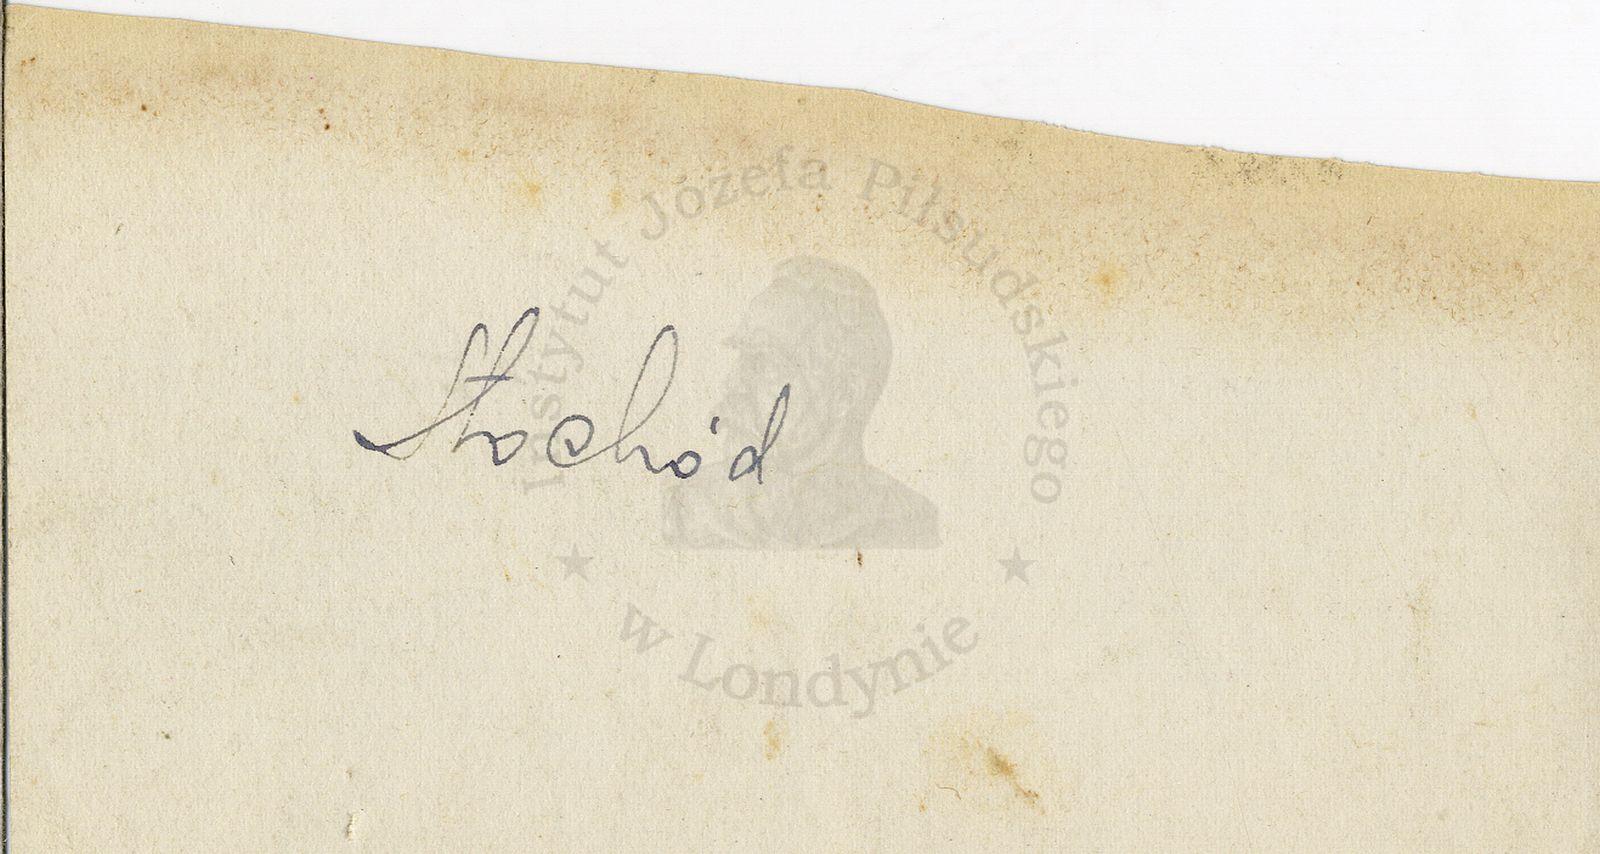 Instytut Józefa Piłsudskiego
Stochód
w Londynie